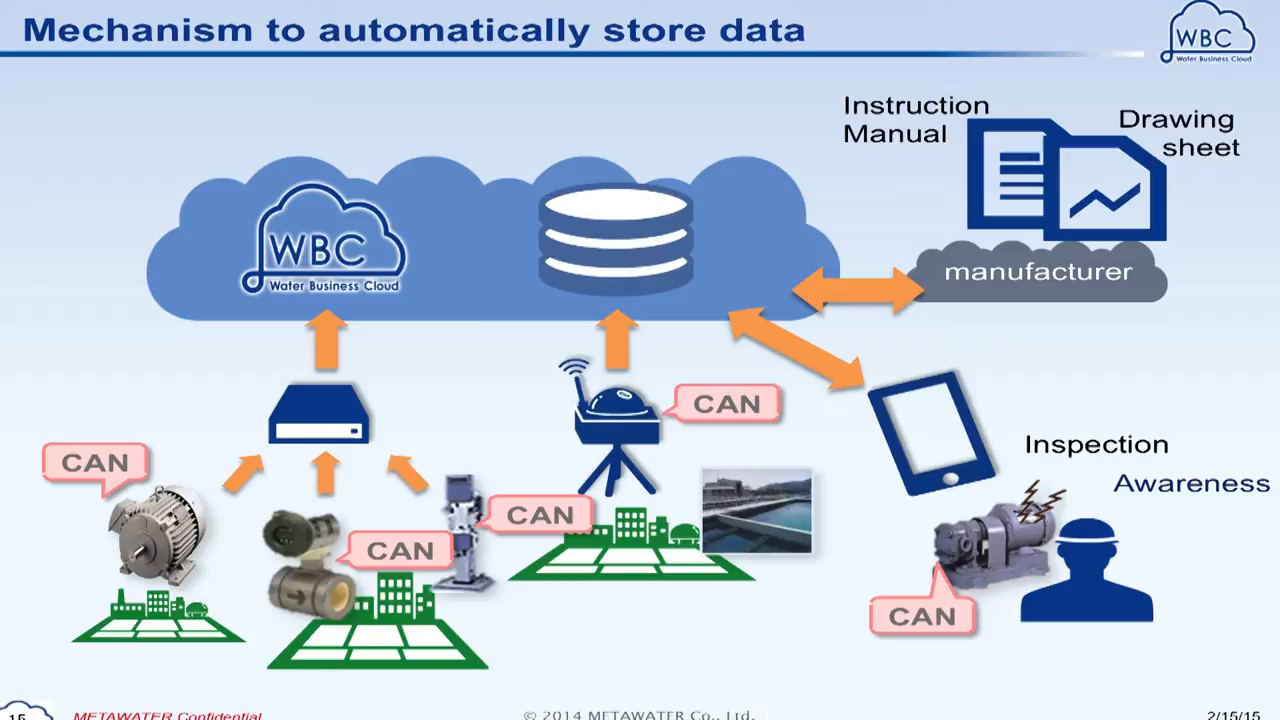 Mechanism to automatically store data
WBC
Water Business Cloud
Instruction
Manual
Drawing
sheet
WBC
Water Business Cloud
manufacturer
CAN
CAN
CAN
CAN
Inspection
Awareness
CAN
15
METAWATER Confidential
© 2014 METAWATER Co., Ltd.
2/15/15